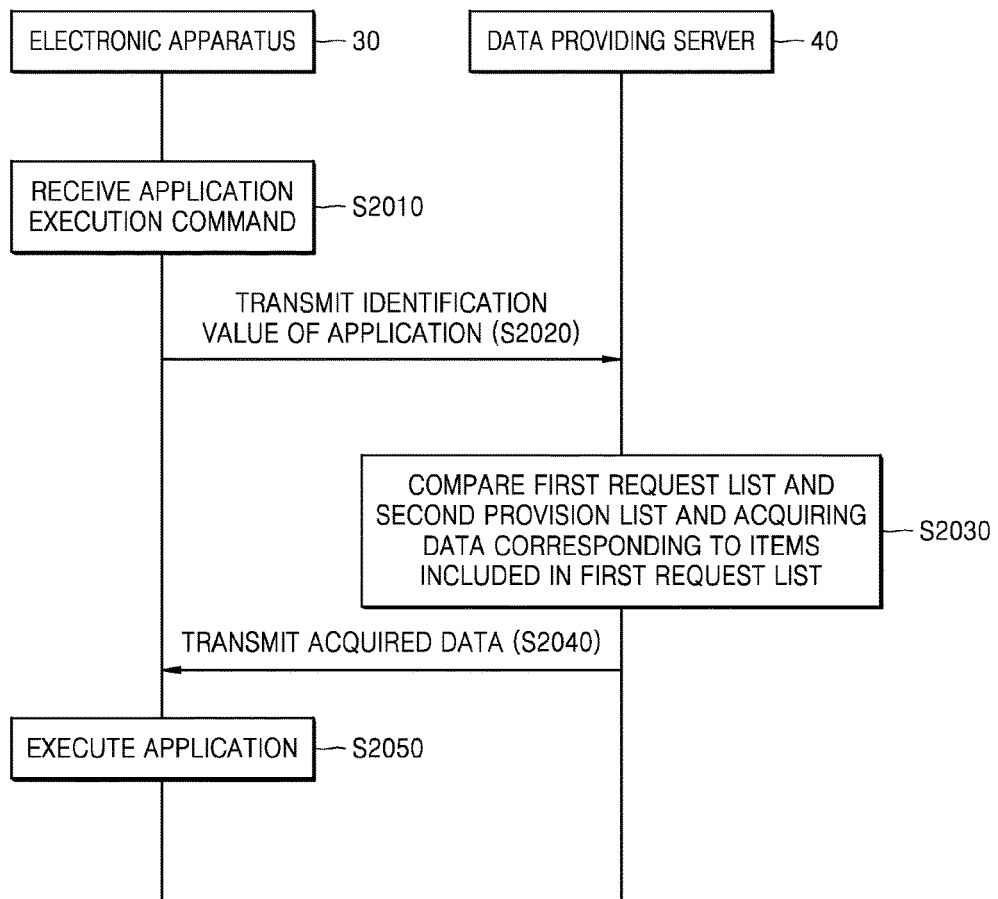 ELECTRONIC APPARATUS
30
DATA PROVIDING SERVER
40
RECEIVE APPLICATION
EXECUTION COMMAND
S2010
TRANSMIT IDENTIFICATION
VALUE OF APPLICATION (S2020)
COMPARE FIRST REQUEST LIST AND
SECOND PROVISION LIST AND ACQUIRING
DATA CORRESPONDING TO ITEMS
INCLUDED IN FIRST REQUEST LIST
S2030
TRANSMIT ACQUIRED DATA (S2040)
EXECUTE APPLICATION
S2050